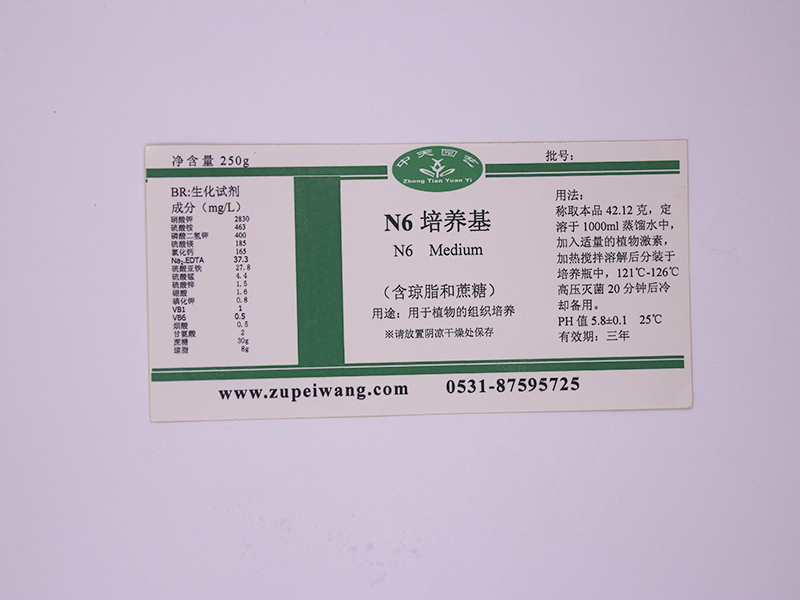 净含量 250g
中天园艺
Zhong Tian Yuan Yi
批号：
BR:生化试剂
成分（mg/L）
硝酸钾 2830
硫酸铵 463
磷酸二氢钾 400
硫酸镁 185
氯化钙 165
Na₂.EDTA 37.3
硫酸亚铁 27.8
硫酸锰 4.4
硫酸锌 1.5
硼酸 1.6
碘化钾 0.8
VB1 1
VB6 0.5
烟酸 0.5
甘氨酸 2
蔗糖 30g
琼脂 8g
N6 培养基
N6 Medium
（含琼脂和蔗糖）
用途：用于植物的组织培养
※请放置阴凉干燥处保存
用法：
称取本品 42.12 克，定
溶于 1000ml 蒸馏水中，
加入适量的植物激素，
加热搅拌溶解后分装于
培养瓶中，121℃-126℃
高压灭菌 20 分钟后冷
却备用。
PH 值 5.8±0.1 25℃
有效期：三年
www.zupeiwang.com 0531-87595725